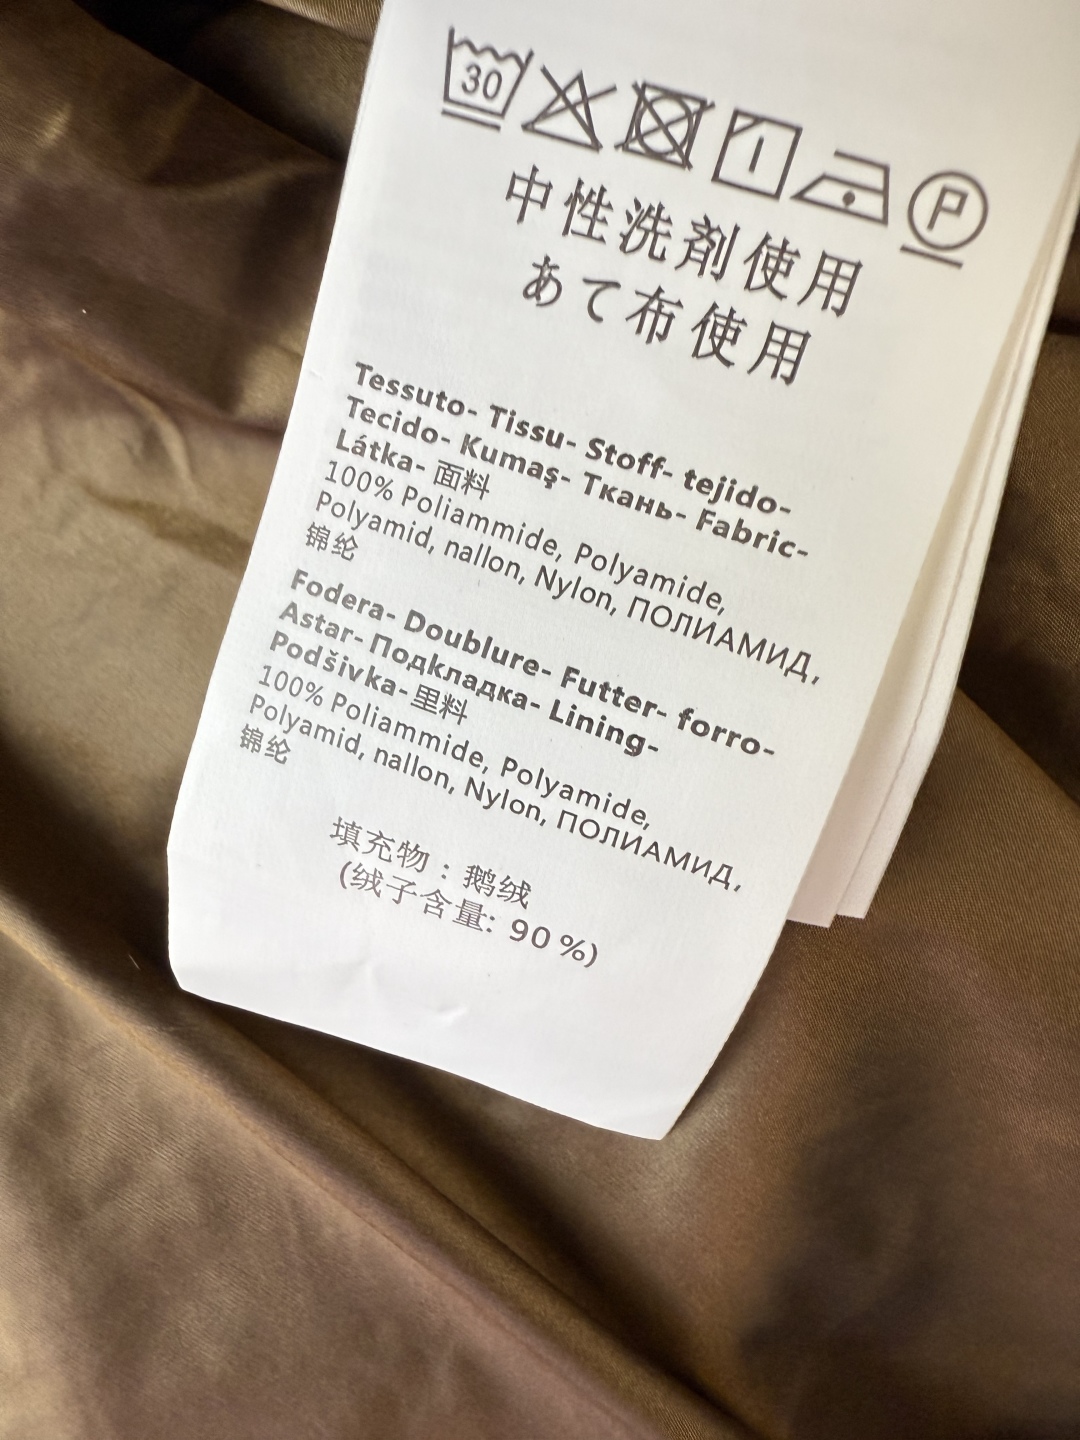 30
P
中性洗剤使用
あて布使用
Tessuto- Tissu- Stoff- tejido-
Tecido- Kumaş- Ткань- Fabric-
Látka- 面料
100% Poliammide, Polyamide,
Polyamid, nallon, Nylon, ПОЛИАМИД,
锦纶
Fodera- Doublure- Futter- forro-
Astar- Подкладка- Lining-
Podšivka- 里料
100% Poliammide, Polyamide,
Polyamid, nallon, Nylon, ПОЛИАМИД,
锦纶
填充物：鹅绒
(绒子含量: 90 %)